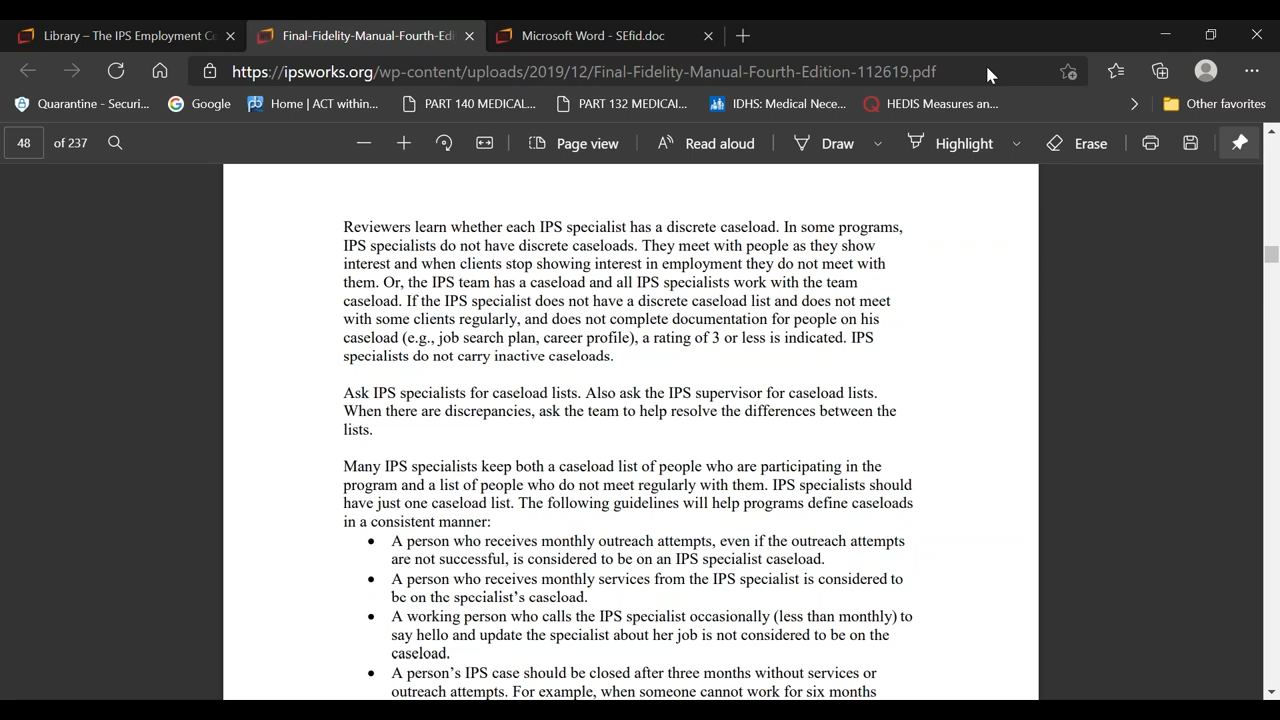 Library – The IPS Employment C
Final-Fidelity-Manual-Fourth-Edi
Microsoft Word - SEfid.doc
https://ipsworks.org/wp-content/uploads/2019/12/Final-Fidelity-Manual-Fourth-Edition-112619.pdf
Quarantine - Securi...
Google
Home | ACT within...
PART 140 MEDICAL...
PART 132 MEDICAl...
IDHS: Medical Nece...
HEDIS Measures an...
Other favorites
48 of 237
Page view
Read aloud
Draw
Highlight
Erase
Reviewers learn whether each IPS specialist has a discrete caseload. In some programs,
IPS specialists do not have discrete caseloads. They meet with people as they show
interest and when clients stop showing interest in employment they do not meet with
them. Or, the IPS team has a caseload and all IPS specialists work with the team
caseload. If the IPS specialist does not have a discrete caseload list and does not meet
with some clients regularly, and does not complete documentation for people on his
caseload (e.g., job search plan, career profile), a rating of 3 or less is indicated. IPS
specialists do not carry inactive caseloads.
Ask IPS specialists for caseload lists. Also ask the IPS supervisor for caseload lists.
When there are discrepancies, ask the team to help resolve the differences between the
lists.
Many IPS specialists keep both a caseload list of people who are participating in the
program and a list of people who do not meet regularly with them. IPS specialists should
have just one caseload list. The following guidelines will help programs define caseloads
in a consistent manner:
• A person who receives monthly outreach attempts, even if the outreach attempts
are not successful, is considered to be on an IPS specialist caseload.
• A person who receives monthly services from the IPS specialist is considered to
be on the specialist's caseload.
• A working person who calls the IPS specialist occasionally (less than monthly) to
say hello and update the specialist about her job is not considered to be on the
caseload.
• A person's IPS case should be closed after three months without services or
outreach attempts. For example, when someone cannot work for six months